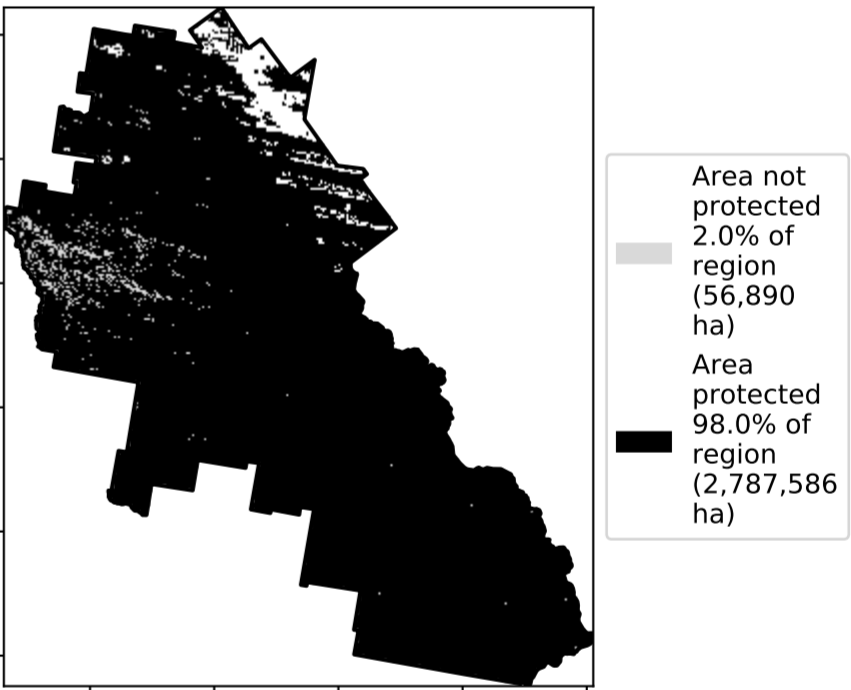 Area not
protected
2.0% of
region
(56,890
ha)
Area
protected
98.0% of
region
(2,787,586
ha)